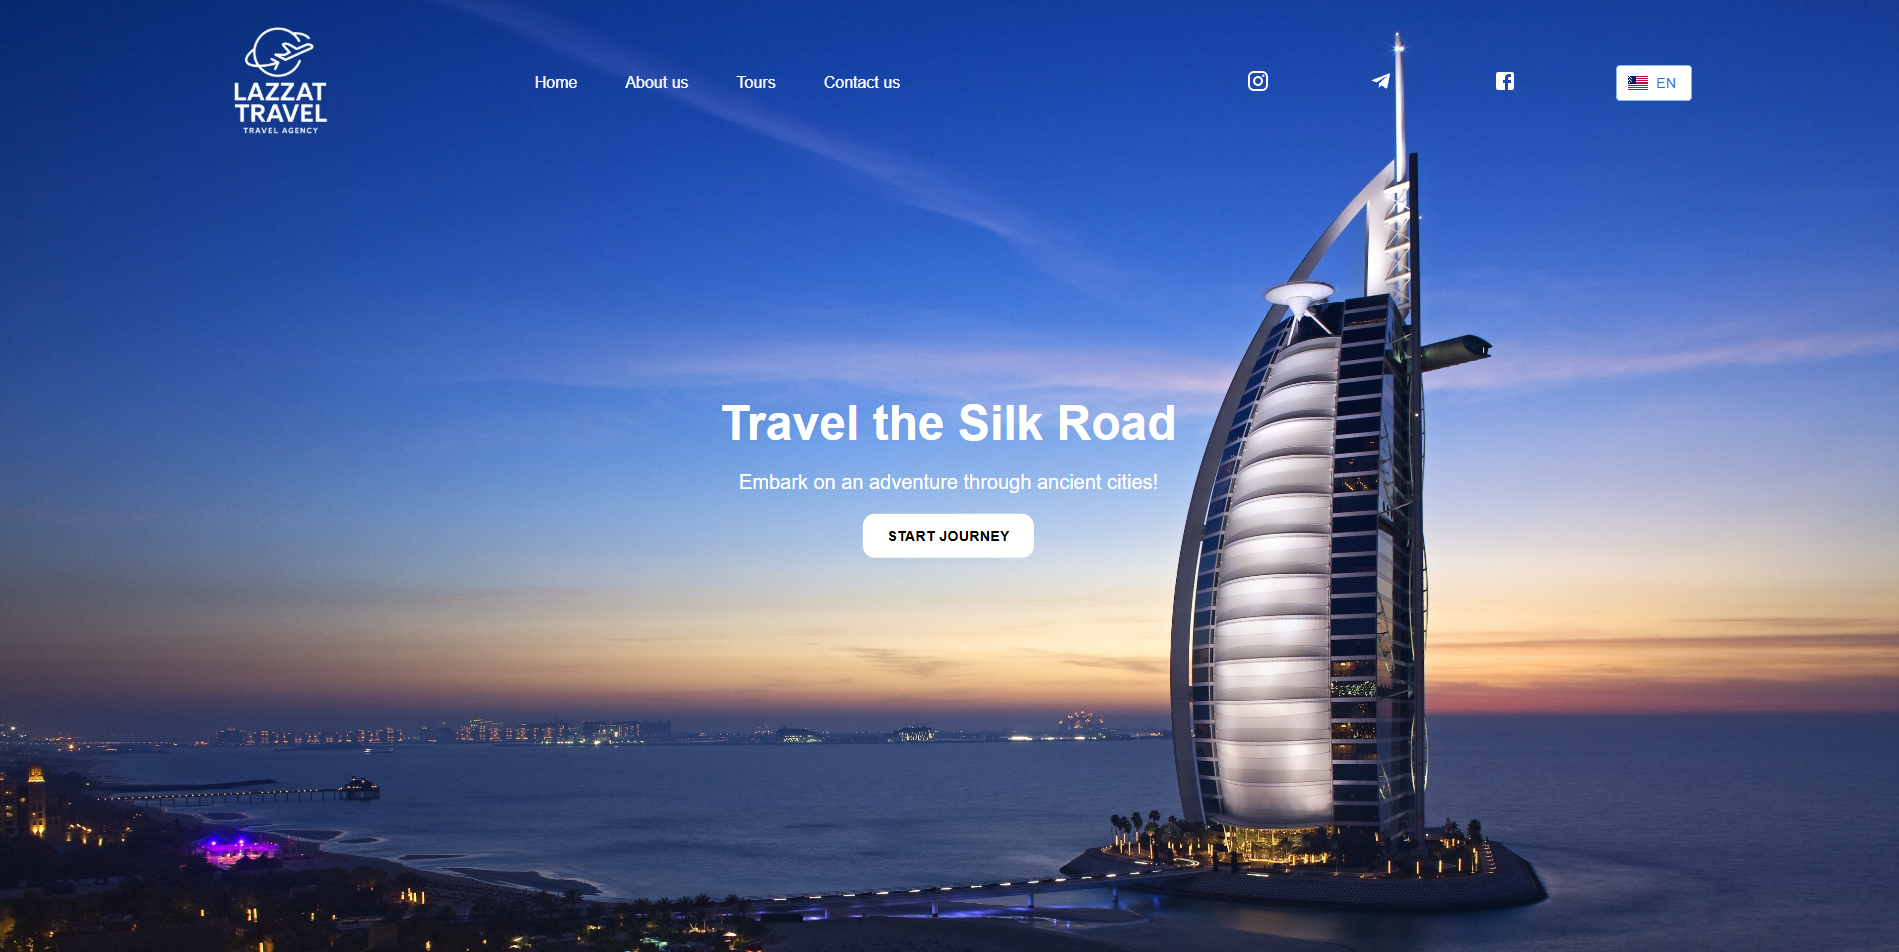 LAZZAT
TRAVEL
TRAVEL AGENCY
Home
About us
Tours
Contact us
EN
Travel the Silk Road
Embark on an adventure through ancient cities!
START JOURNEY